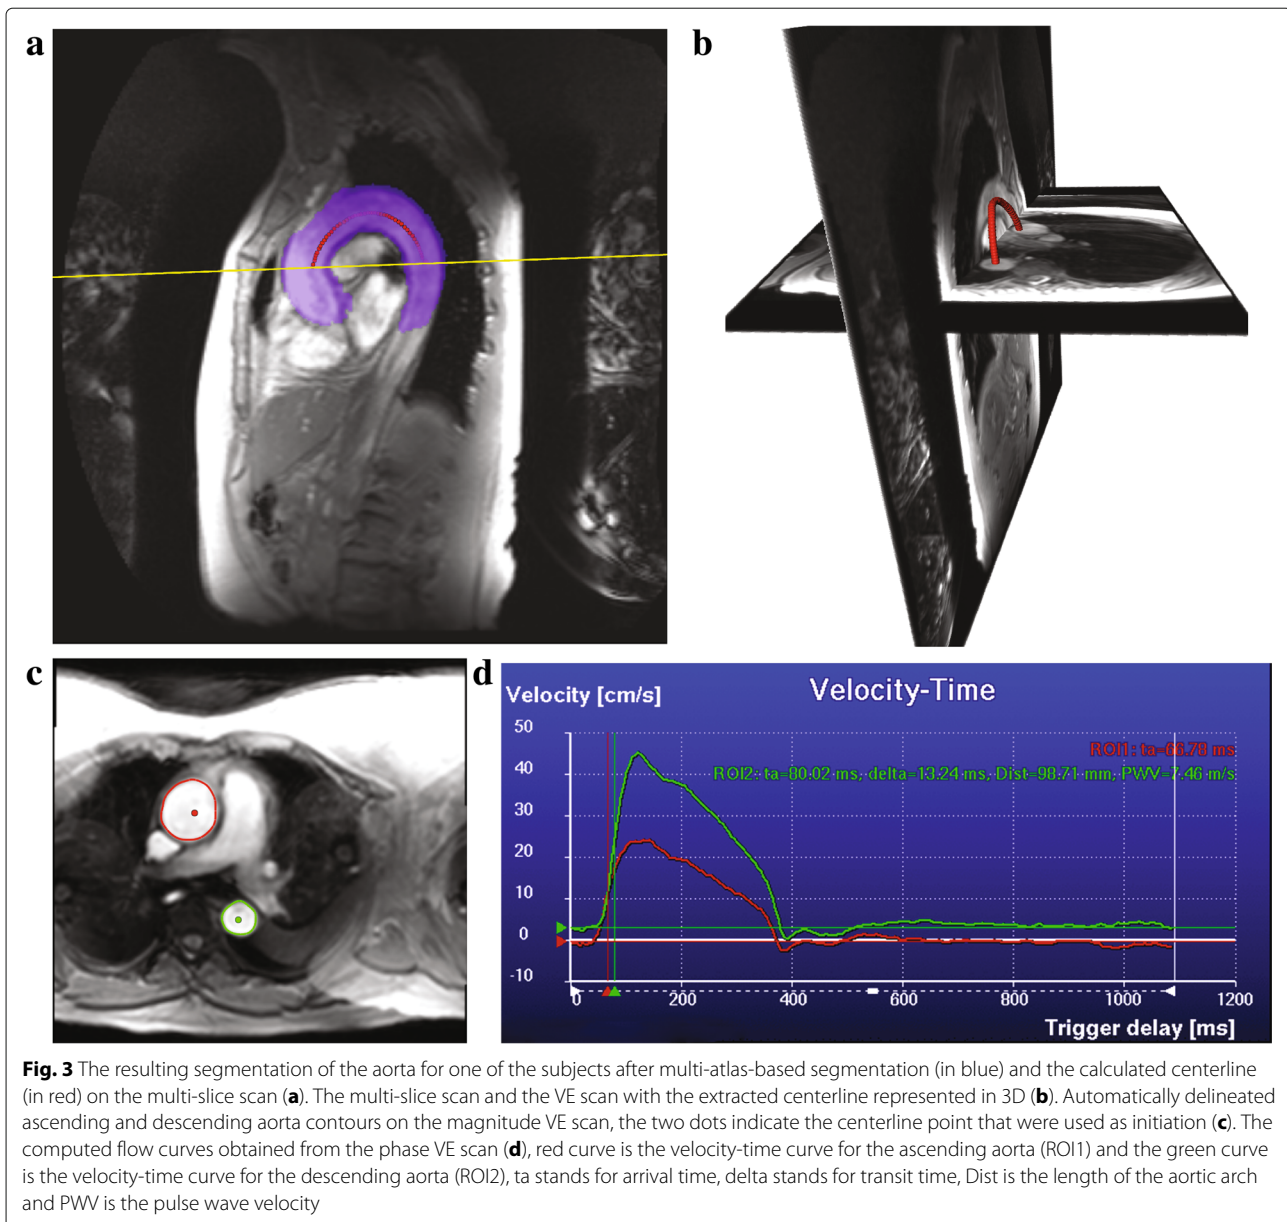 a
b
c
d
Velocity-Time
Velocity [cm/s]
50
40
30
20
10
0
-10
ROI1: ta=66.78 ms
ROI2: ta=80.02 ms, delta=13.24 ms, Dist=98.71 mm, PWV=7.46 m/s
0 200 400 600 800 1000 1200
Trigger delay [ms]
Fig. 3 The resulting segmentation of the aorta for one of the subjects after multi-atlas-based segmentation (in blue) and the calculated centerline
(in red) on the multi-slice scan (a). The multi-slice scan and the VE scan with the extracted centerline represented in 3D (b). Automatically delineated
ascending and descending aorta contours on the magnitude VE scan, the two dots indicate the centerline point that were used as initiation (c). The
computed flow curves obtained from the phase VE scan (d), red curve is the velocity-time curve for the ascending aorta (ROI1) and the green curve
is the velocity-time curve for the descending aorta (ROI2), ta stands for arrival time, delta stands for transit time, Dist is the length of the aortic arch
and PWV is the pulse wave velocity